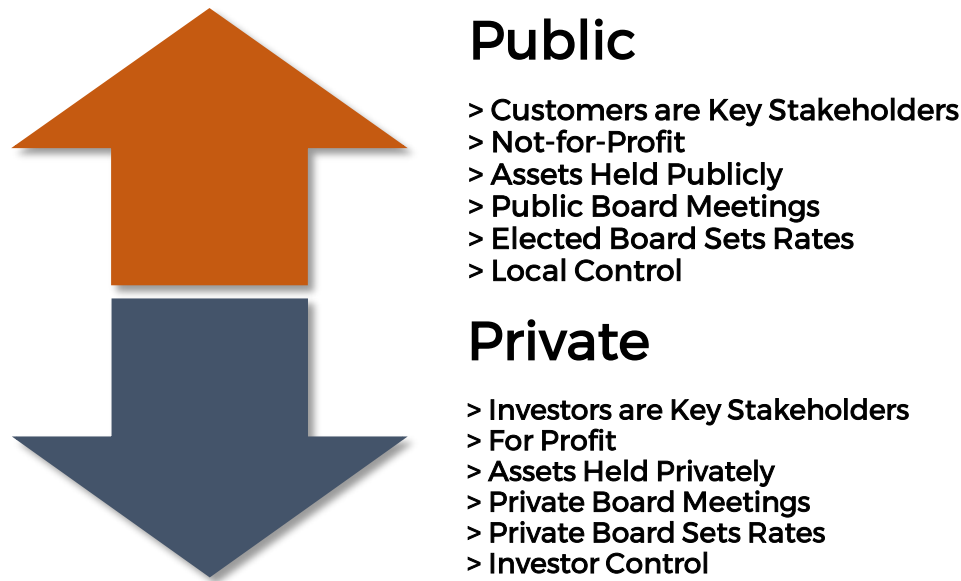 Public
> Customers are Key Stakeholders
> Not-for-Profit
> Assets Held Publicly
> Public Board Meetings
> Elected Board Sets Rates
> Local Control
Private
> Investors are Key Stakeholders
> For Profit
> Assets Held Privately
> Private Board Meetings
> Private Board Sets Rates
> Investor Control